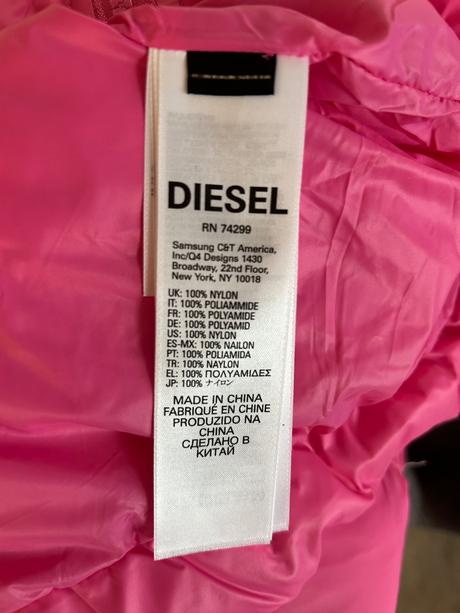 DIESEL
RN 74299
Samsung C&T America,
Inc/Q4 Designs 1430
Broadway, 22nd Floor,
New York, NY 10018
UK: 100% NYLON
IT: 100% POLIAMMIDE
FR: 100% POLYAMIDE
DE: 100% POLYAMID
US: 100% NYLON
ES-MX: 100% NAILON
PT: 100% POLIAMIDA
TR: 100% NAYLON
EL: 100% ΠΟΛΥΑΜΙΔΕΣ
JP: 100% ナイロン
MADE IN CHINA
FABRIQUÉ EN CHINE
PRODUZIDO NA
CHINA
СДЕЛАНО В
КИТАЙ